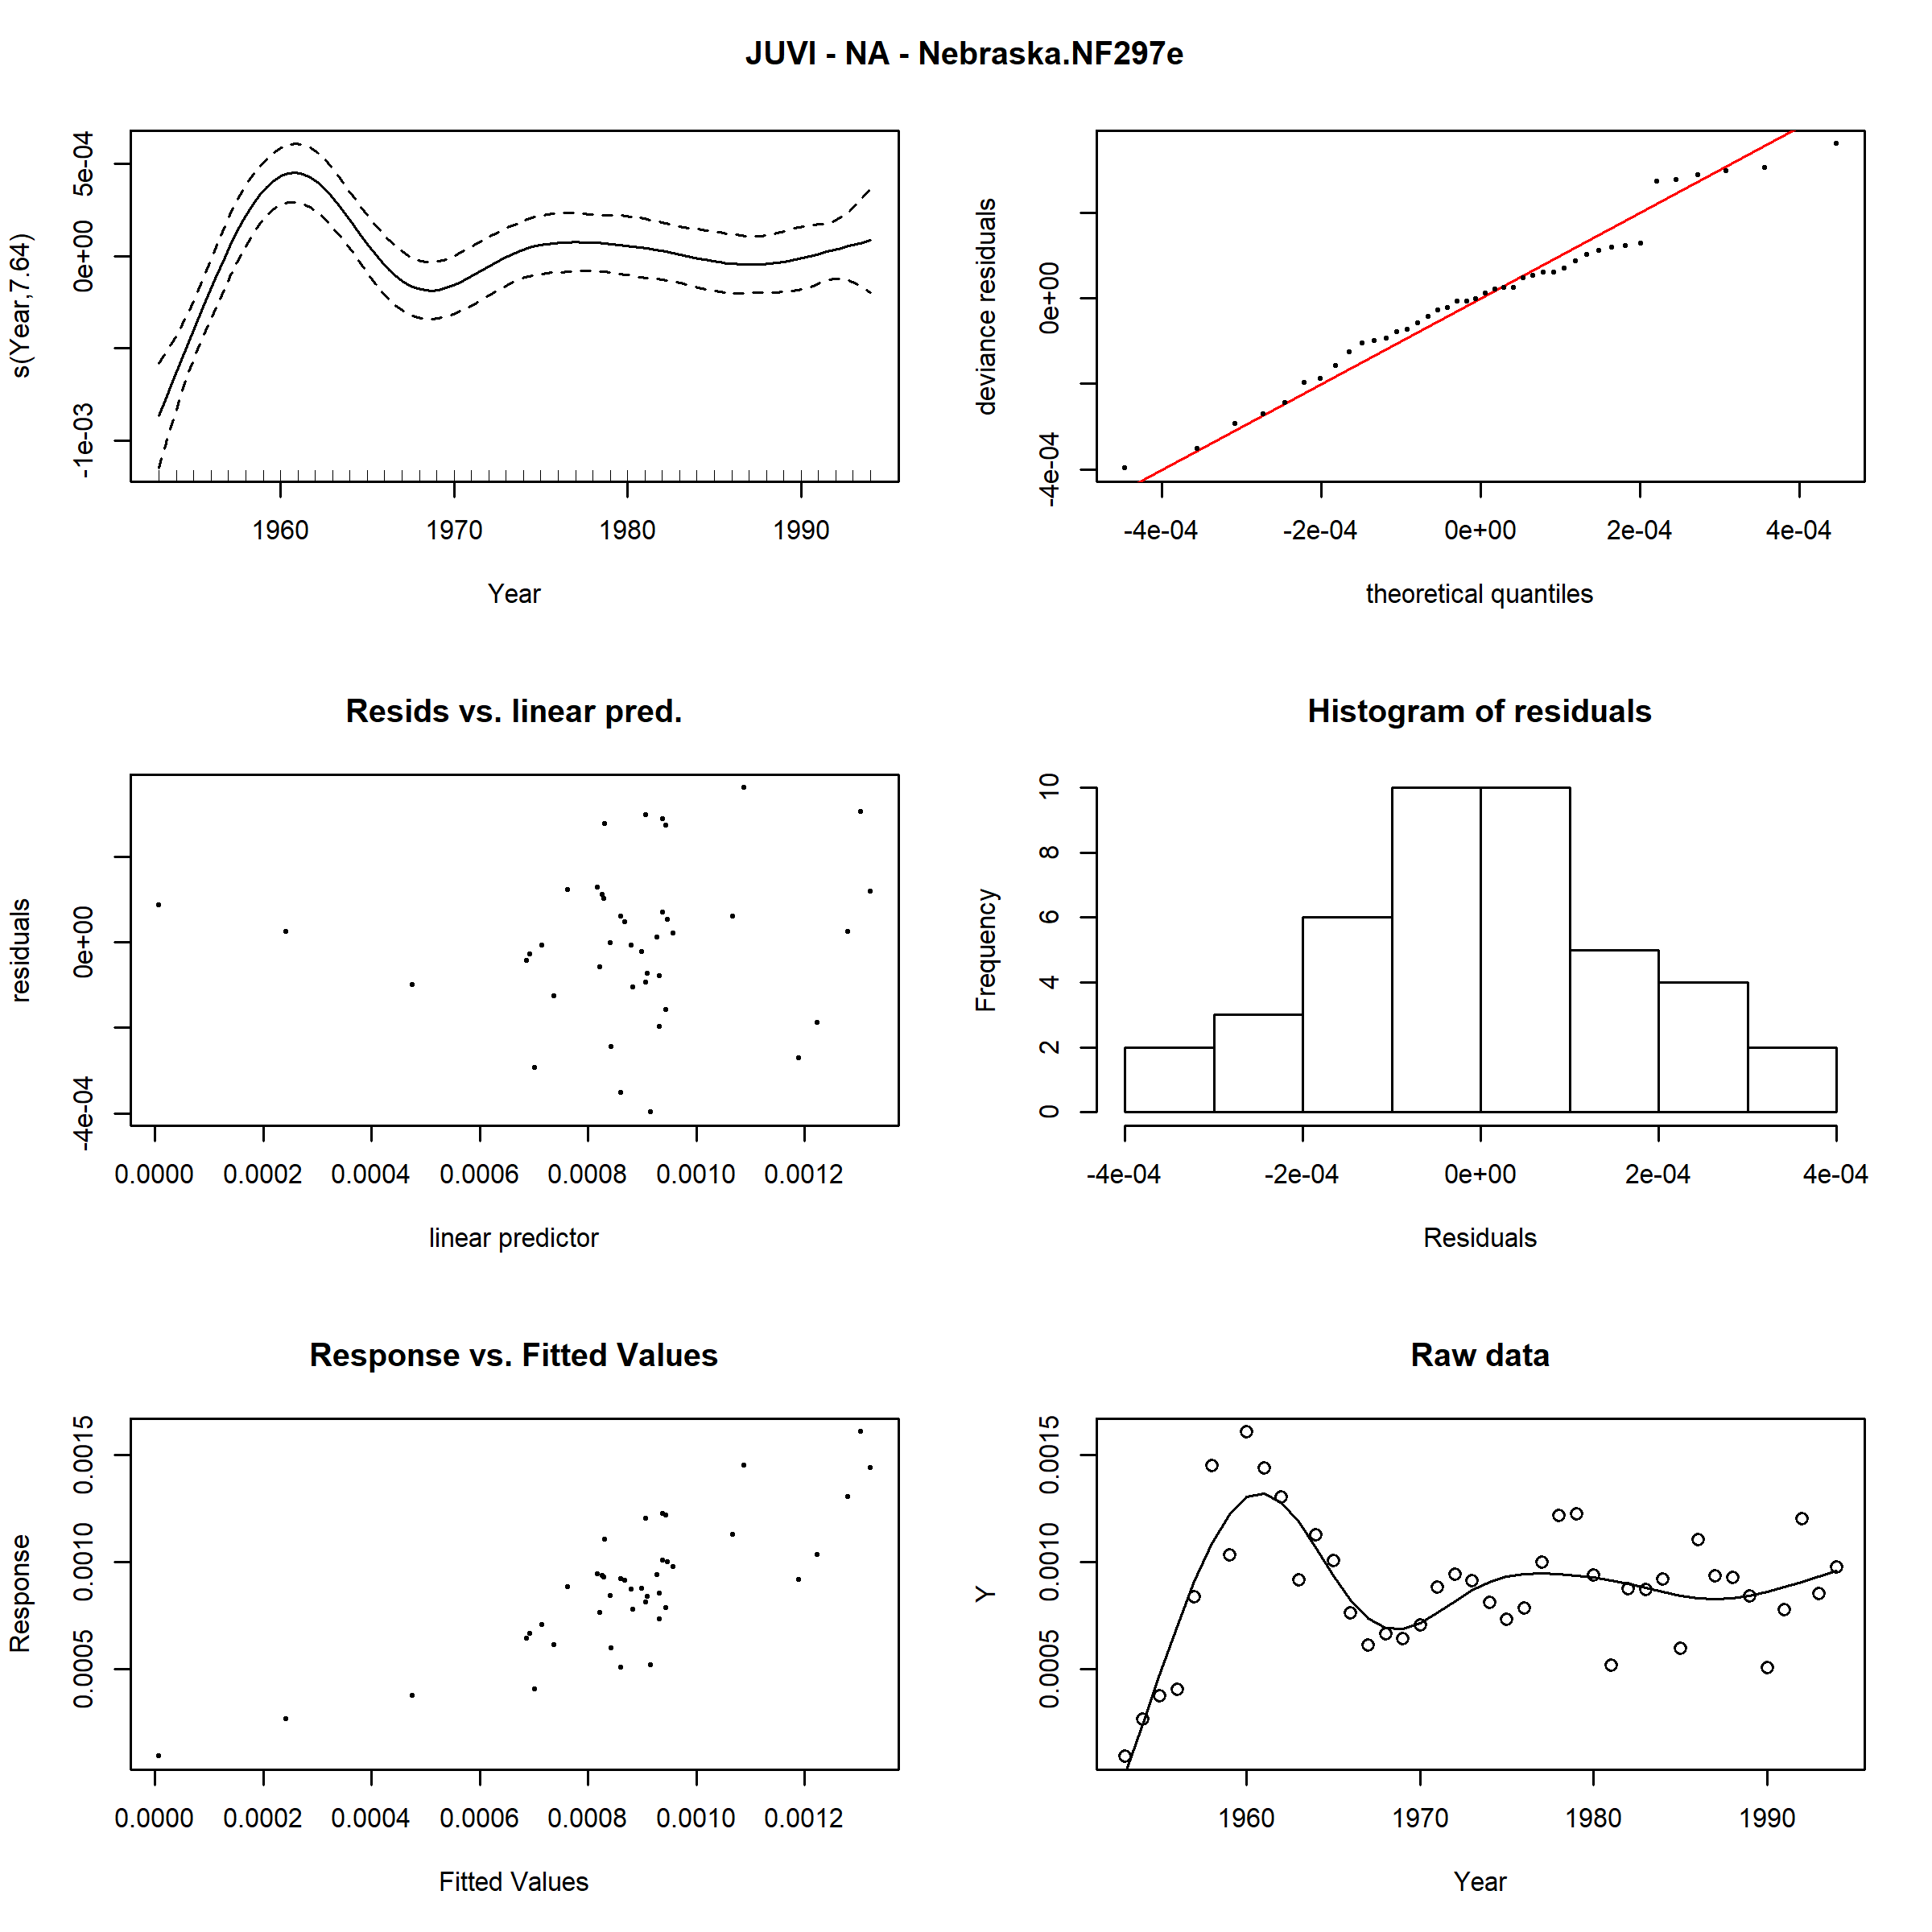 JUVI - NA - Nebraska.NF297e
s(Year,7.64)
-1e-03 0e+00 5e-04
1960 1970 1980 1990
Year
deviance residuals
-4e-04 0e+00
-4e-04 -2e-04 0e+00 2e-04 4e-04
theoretical quantiles
Resids vs. linear pred.
residuals
-4e-04 0e+00
0.0000 0.0002 0.0004 0.0006 0.0008 0.0010 0.0012
linear predictor
Histogram of residuals
Frequency
0 2 4 6 8 10
-4e-04 -2e-04 0e+00 2e-04 4e-04
Residuals
Response vs. Fitted Values
Response
0.0005 0.0010 0.0015
0.0000 0.0002 0.0004 0.0006 0.0008 0.0010 0.0012
Fitted Values
Raw data
Y
0.0005 0.0010 0.0015
1960 1970 1980 1990
Year